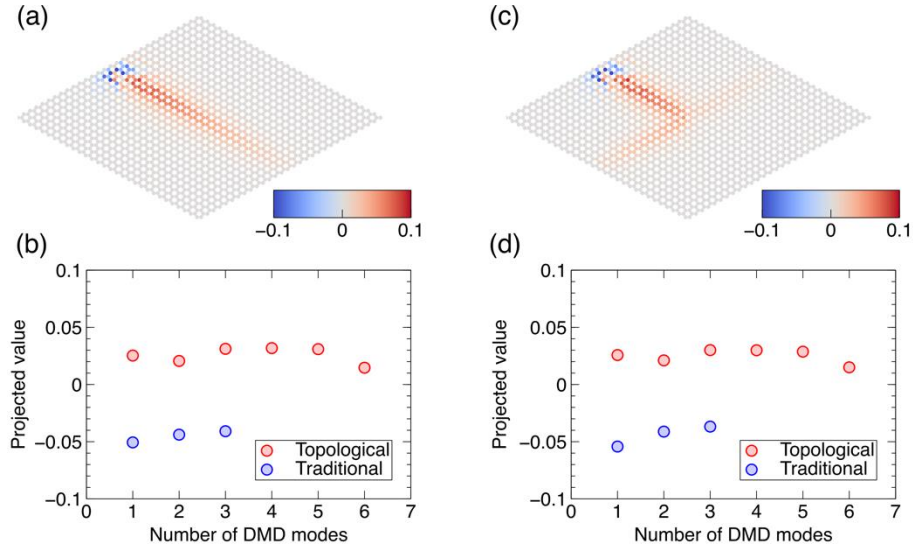 (a)
−0.1 0 0.1
(b)
0.1
0.05
0
−0.05
−0.1
Projected value
0 1 2 3 4 5 6 7
Number of DMD modes
Topological
Traditional
(c)
−0.1 0 0.1
(d)
0.1
0.05
0
−0.05
−0.1
Projected value
0 1 2 3 4 5 6 7
Number of DMD modes
Topological
Traditional